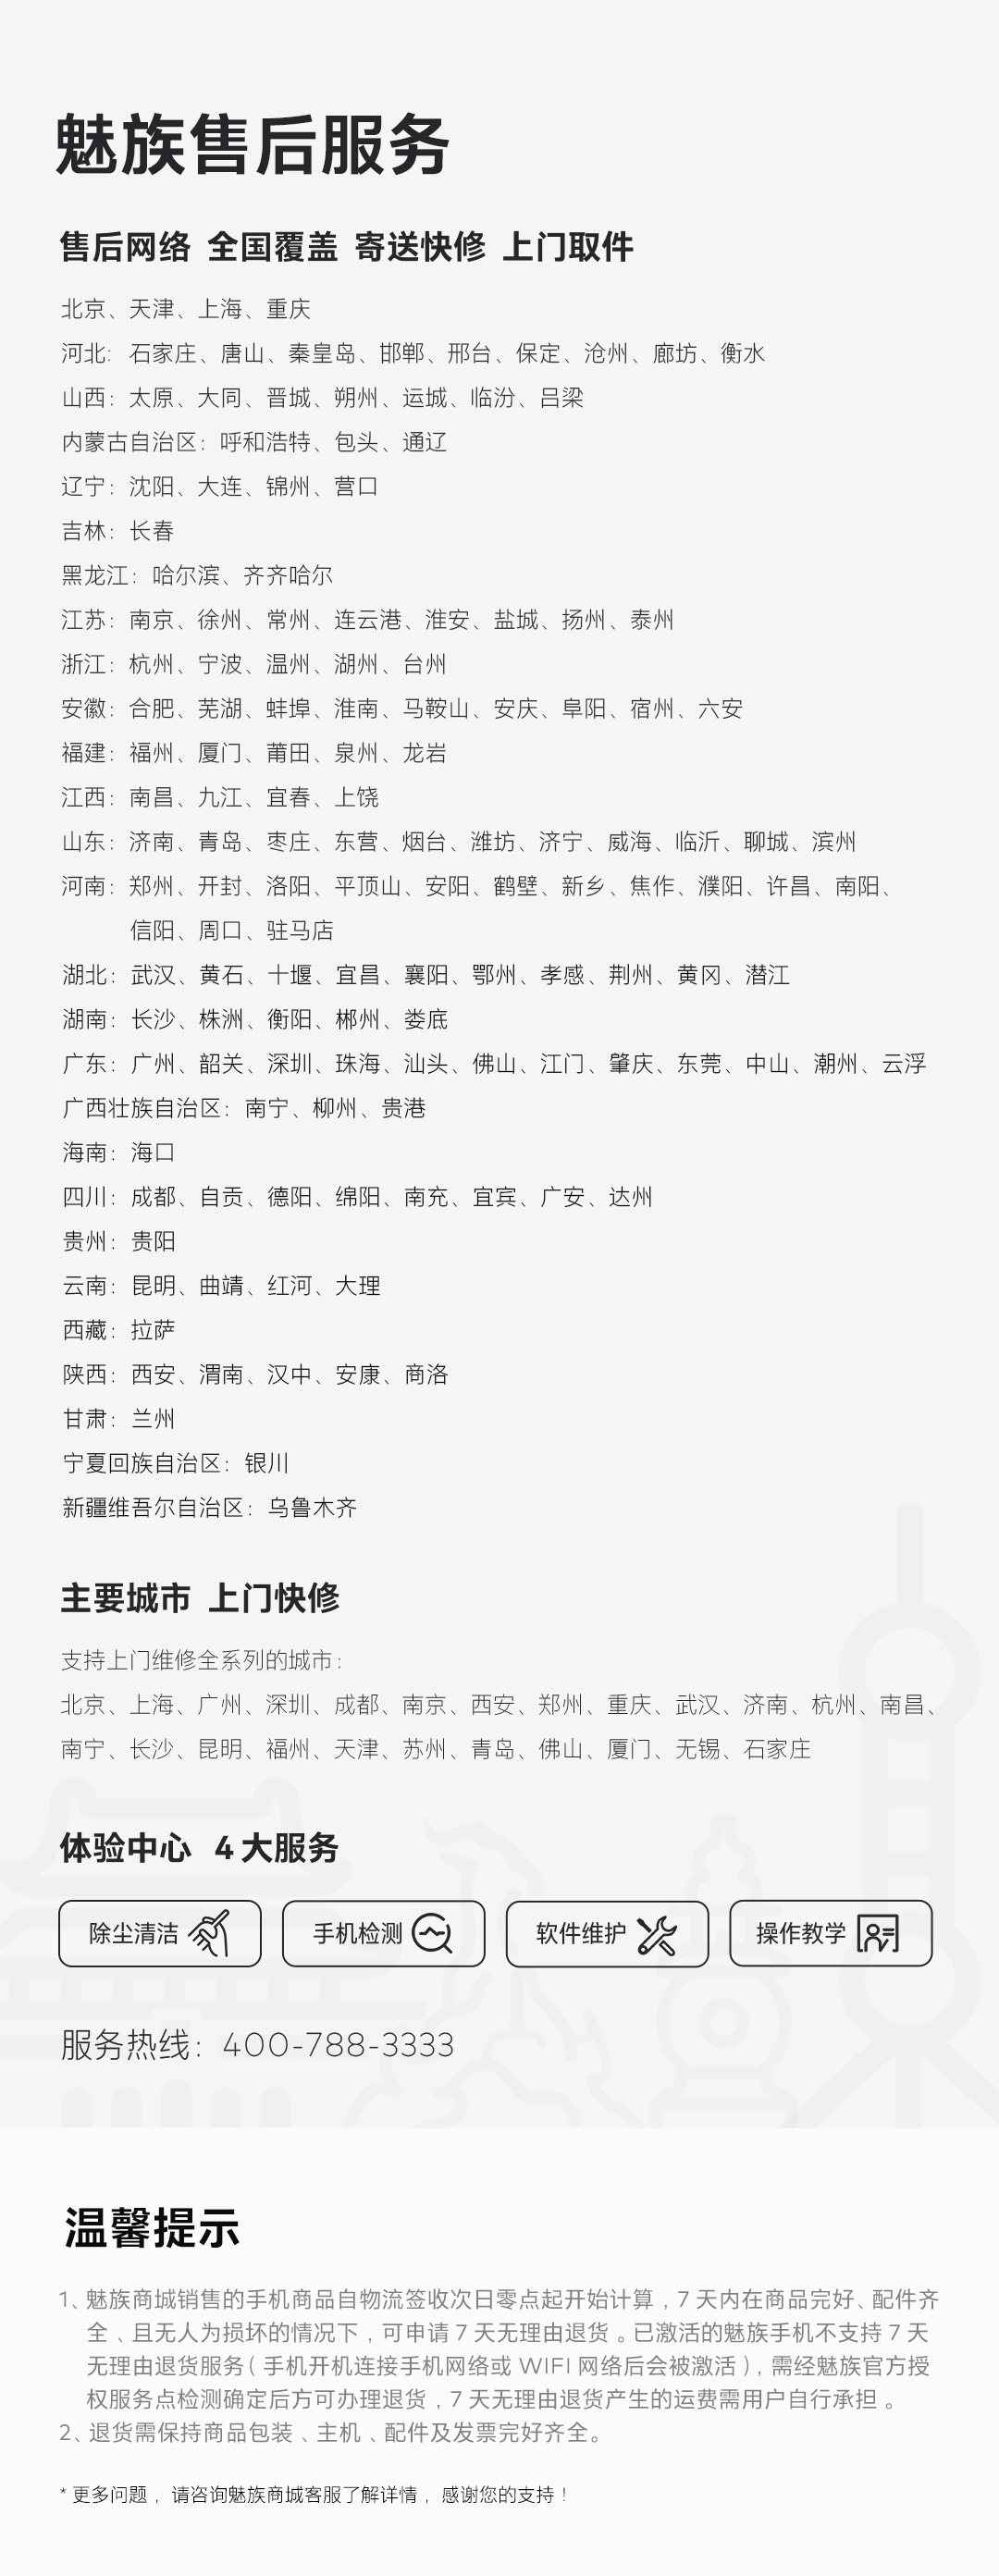 魅族售后服务
售后网络 全国覆盖 寄送快修 上门取件
北京、天津、上海、重庆
河北：石家庄、唐山、秦皇岛、邯郸、邢台、保定、沧州、廊坊、衡水
山西：太原、大同、晋城、朔州、运城、临汾、吕梁
内蒙古自治区：呼和浩特、包头、通辽
辽宁：沈阳、大连、锦州、营口
吉林：长春
黑龙江：哈尔滨、齐齐哈尔
江苏：南京、徐州、常州、连云港、淮安、盐城、扬州、泰州
浙江：杭州、宁波、温州、湖州、台州
安徽：合肥、芜湖、蚌埠、淮南、马鞍山、安庆、阜阳、宿州、六安
福建：福州、厦门、莆田、泉州、龙岩
江西：南昌、九江、宜春、上饶
山东：济南、青岛、枣庄、东营、烟台、潍坊、济宁、威海、临沂、聊城、滨州
河南：郑州、开封、洛阳、平顶山、安阳、鹤壁、新乡、焦作、濮阳、许昌、南阳、
信阳、周口、驻马店
湖北：武汉、黄石、十堰、宜昌、襄阳、鄂州、孝感、荆州、黄冈、潜江
湖南：长沙、株洲、衡阳、郴州、娄底
广东：广州、韶关、深圳、珠海、汕头、佛山、江门、肇庆、东莞、中山、潮州、云浮
广西壮族自治区：南宁、柳州、贵港
海南：海口
四川：成都、自贡、德阳、绵阳、南充、宜宾、广安、达州
贵州：贵阳
云南：昆明、曲靖、红河、大理
西藏：拉萨
陕西：西安、渭南、汉中、安康、商洛
甘肃：兰州
宁夏回族自治区：银川
新疆维吾尔自治区：乌鲁木齐
主要城市 上门快修
支持上门维修全系列的城市：
北京、上海、广州、深圳、成都、南京、西安、郑州、重庆、武汉、济南、杭州、南昌、
南宁、长沙、昆明、福州、天津、苏州、青岛、佛山、厦门、无锡、石家庄
体验中心 4大服务
除尘清洁 手机检测 软件维护 操作教学
服务热线：400-788-3333
温馨提示
1、魅族商城销售的手机商品自物流签收次日零点起开始计算，7天内在商品完好、配件齐
全、且无人为损坏的情况下，可申请7天无理由退货。已激活的魅族手机不支持7天
无理由退货服务（手机开机连接手机网络或WIFI网络后会被激活），需经魅族官方授
权服务点检测确定后方可办理退货，7天无理由退货产生的运费需用户自行承担。
2、退货需保持商品包装、主机、配件及发票完好齐全。
*更多问题，请咨询魅族商城客服了解详情，感谢您的支持！